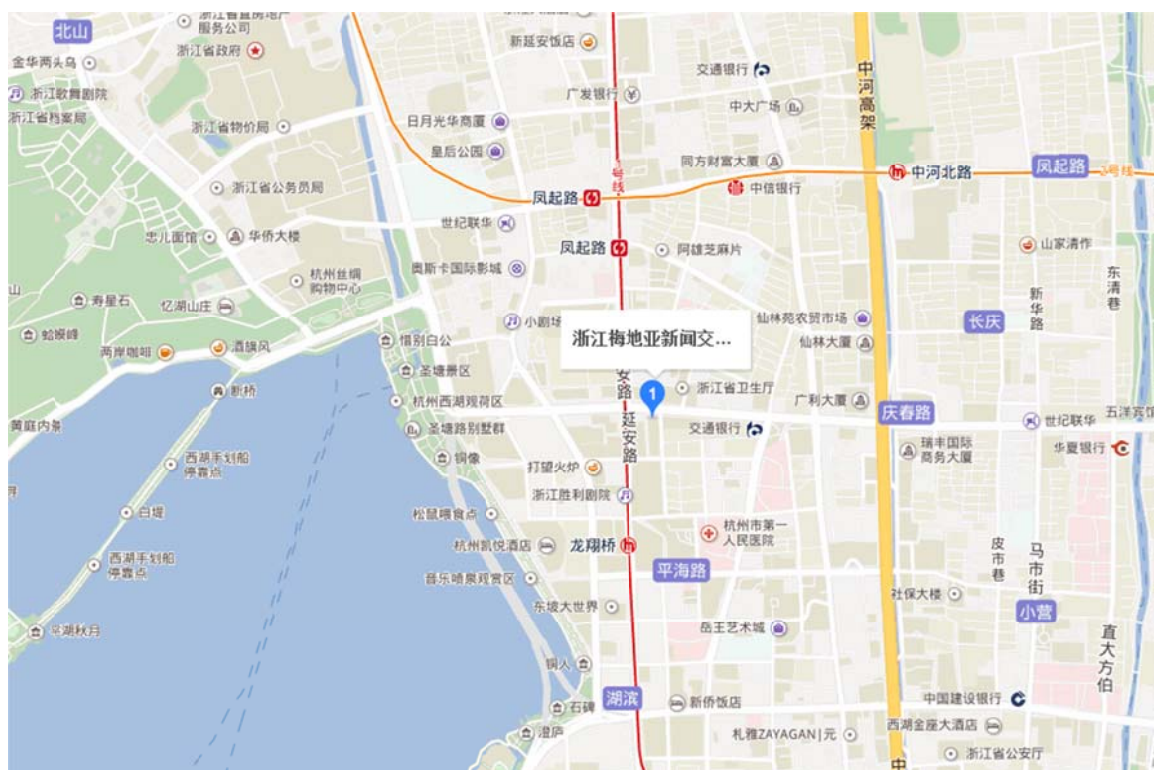 浙江省直房地产
服务公司
北山
浙江省政府
新延安饭店
金华两头乌
交通银行
中河高架
浙江歌舞剧院
广发银行
中大广场
浙江省档案局
浙江省物价局
日月光华商厦
皇后公园
1号线
同方财富大厦
中河北路
凤起路
2号线
浙江省公务员局
凤起路
中信银行
世纪联华
忠儿面馆
华侨大楼
凤起路
阿雄芝麻片
山家清作
奥斯卡国际影城
东清巷
杭州丝绸
购物中心
山
寿星石
忆湖山庄
新华路
小剧场
仙林苑农贸市场
长庆
蛤蟆峰
浙江梅地亚新闻交...
惜别白公
仙林大厦
两岸咖啡
酒旗风
圣塘景区
安路
1
浙江省卫生厅
断桥
杭州西湖观荷区
广利大厦
庆春路
五洋宾馆
黄庭内景
圣塘路别墅群
延安路
交通银行
世纪联华
瑞丰国际
商务大厦
华夏银行
西湖手划船
停靠点
铜像
打望火炉
浙江胜利剧院
白堤
松鼠喂食点
杭州市第一
人民医院
杭州凯悦酒店
龙翔桥
皮市巷
马市街
西湖手划船
停靠点
平海路
音乐喷泉观赏区
社保大楼
东坡大世界
小营
平湖秋月
岳王艺术城
直大方伯
铜人
湖滨
新侨饭店
中国建设银行
石碑
西湖金座大酒店
澄庐
札雅ZAYAGAN|元
浙江省公安厅
中